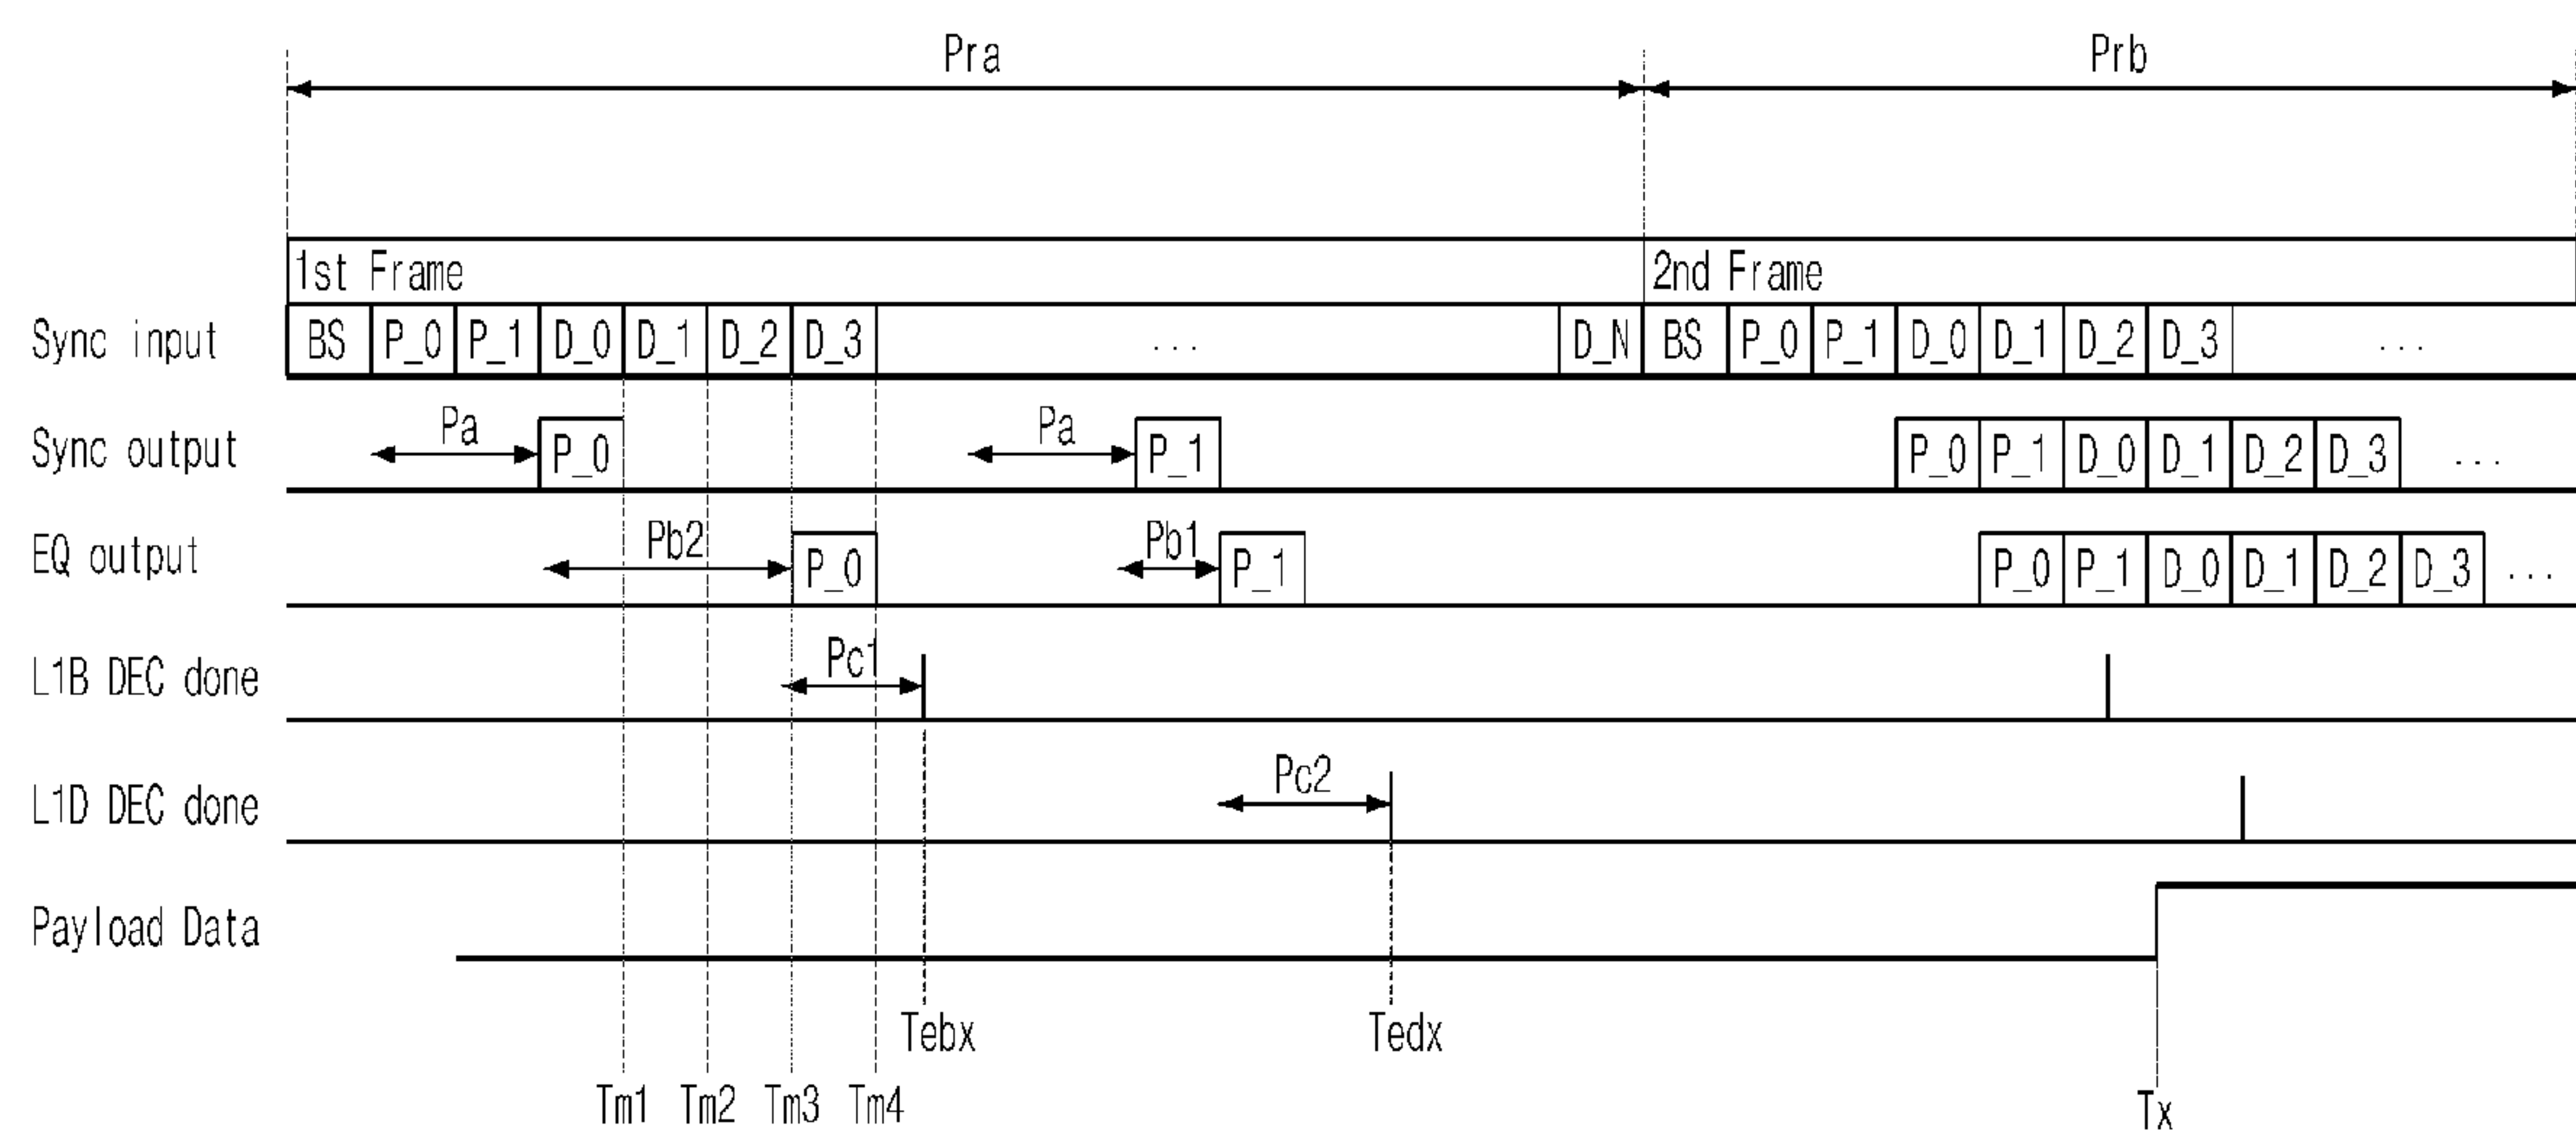 Pra Prb
1st Frame 2nd Frame
Sync input BS P_0 P_1 D_0 D_1 D_2 D_3 ... D_N BS P_0 P_1 D_0 D_1 D_2 D_3 ...
Pa Pa
Sync output P_0 P_1 P_0 P_1 D_0 D_1 D_2 D_3 ...
Pb2 Pb1
EQ output P_0 P_1 P_0 P_1 D_0 D_1 D_2 D_3 ...
Pc1
L1B DEC done
Pc2
L1D DEC done
Payload Data
Tebx Tedx
Tm1 Tm2 Tm3 Tm4 Tx